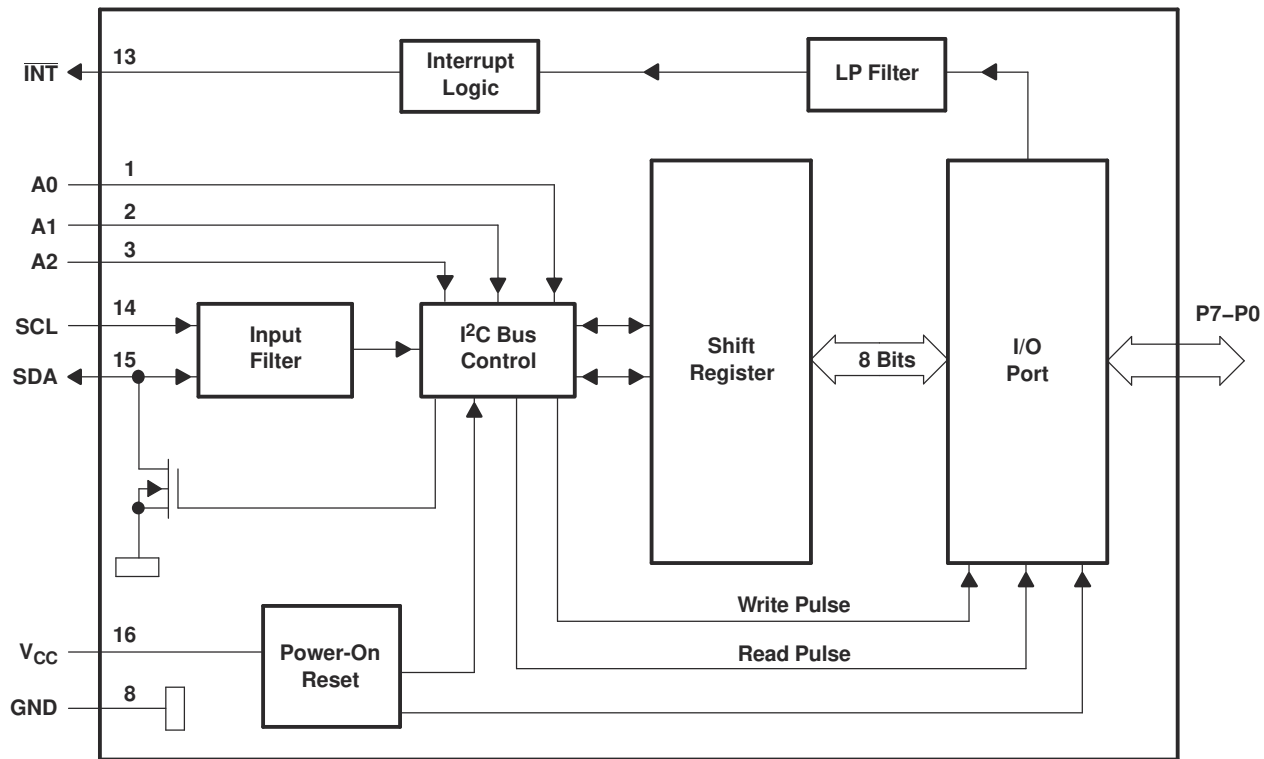 INT
13
Interrupt
Logic
LP Filter
A0
1
A1
2
A2
3
SCL
14
SDA
15
Input
Filter
I²C Bus
Control
Shift
Register
8 Bits
I/O
Port
P7–P0
Write Pulse
Read Pulse
VCC
16
Power-On
Reset
GND
8